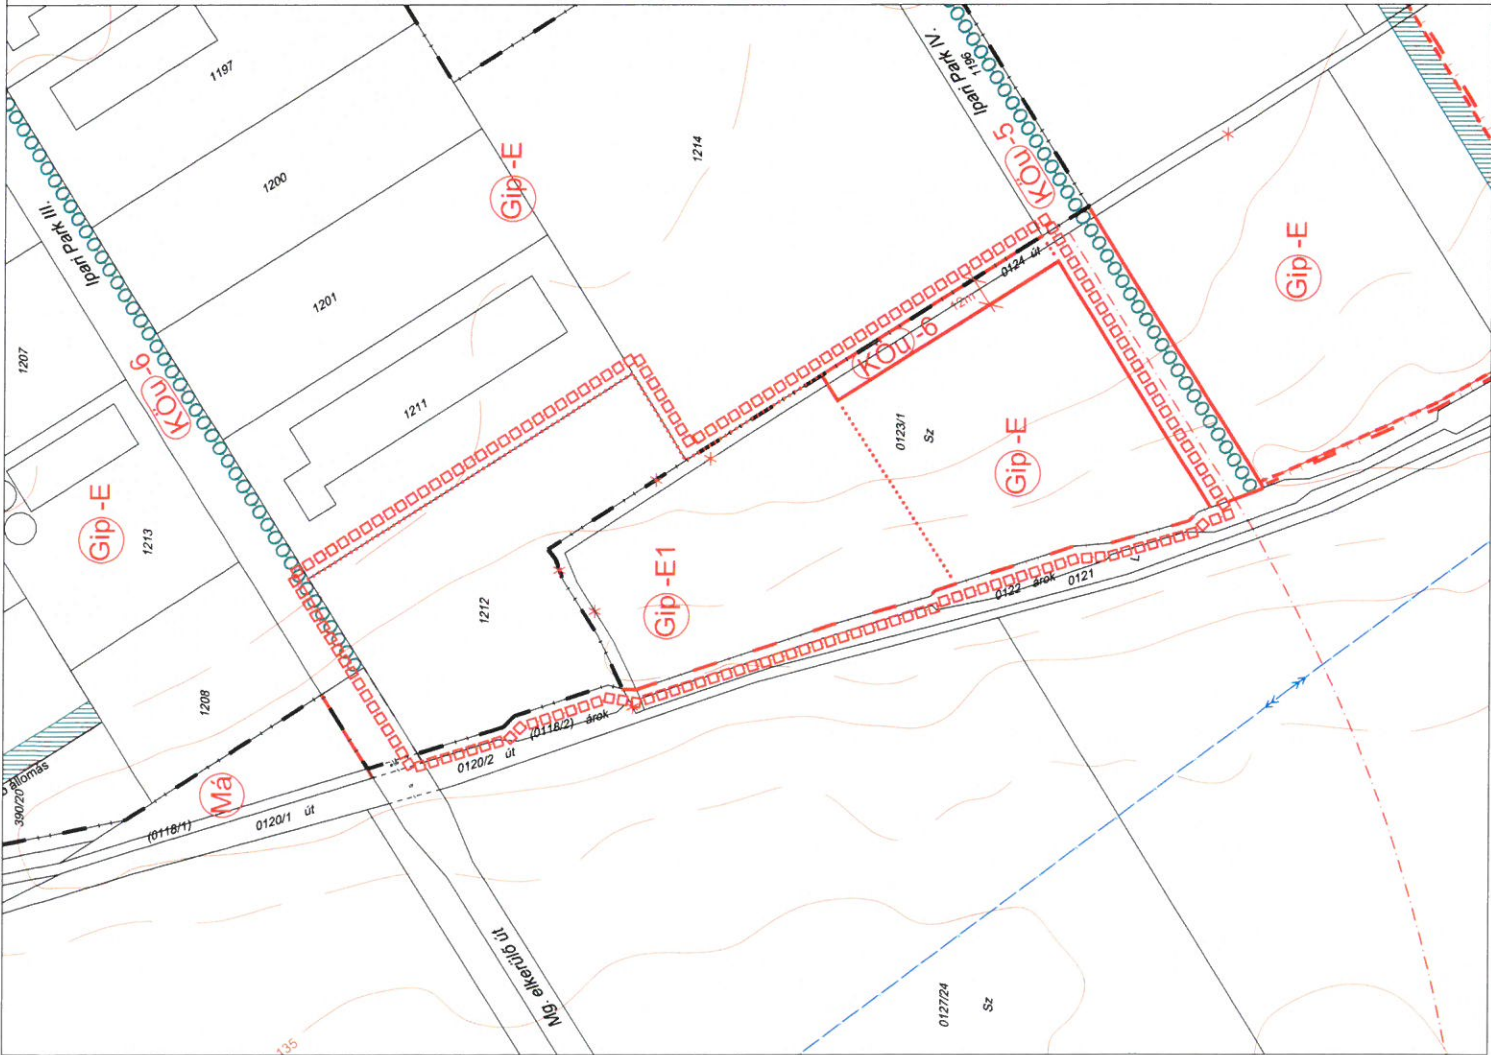 1197
1200
1201
1211
1207
1213
1208
1212
1214
Ipari Park III.
KÖu -6
Gip -E
Gip -E
Ipari Park IV.
1196
KÖu -5
Gip -E
0124 út
12m
KÖu -6
0123/1
Sz
Gip -E
Gip -E1
0122 árok
0121
(0118/2) árok
0120/2 út
Má
állomás
390/20
(0118/1)
0120/1 út
Mg. elkerülő út
0127/24
Sz
135